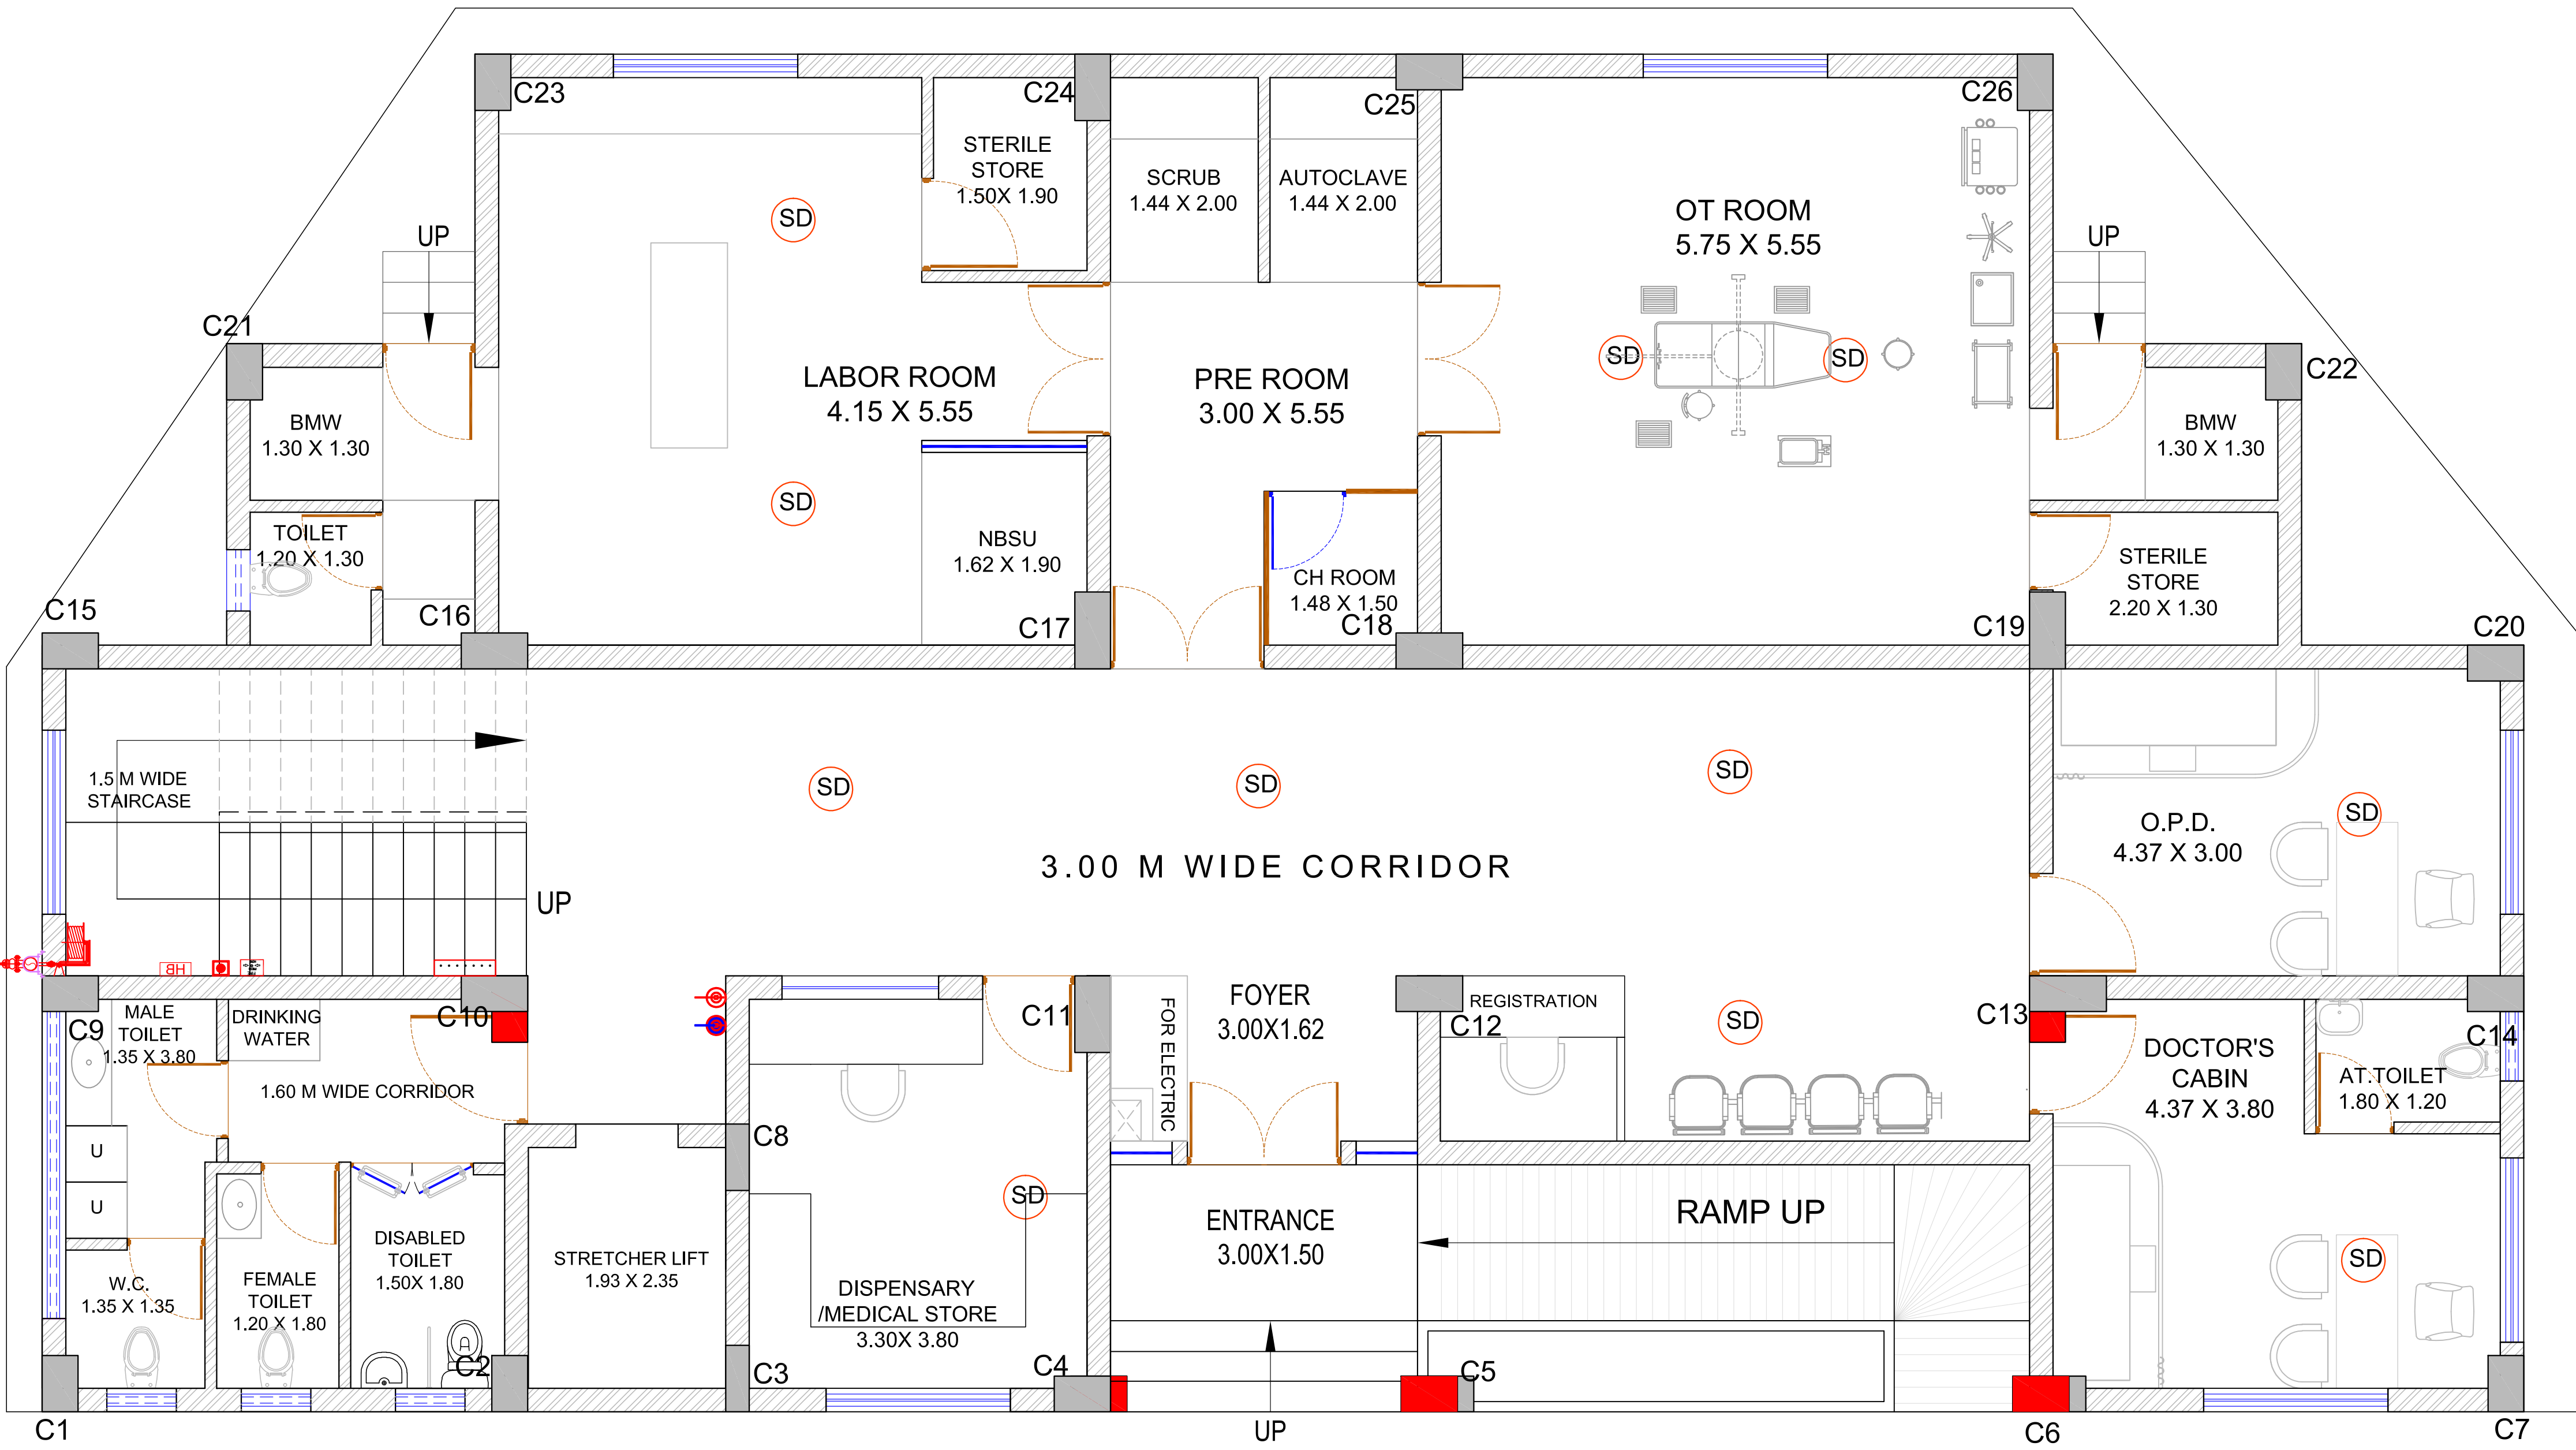 C23
C24
C25
C26
STERILE
STORE
1.50X 1.90
SCRUB
1.44 X 2.00
AUTOCLAVE
1.44 X 2.00
OT ROOM
5.75 X 5.55
SD
UP
UP
C21
C22
SD
SD
LABOR ROOM
4.15 X 5.55
PRE ROOM
3.00 X 5.55
BMW
1.30 X 1.30
BMW
1.30 X 1.30
SD
TOILET
1.20 X 1.30
NBSU
1.62 X 1.90
CH ROOM
1.48 X 1.50
STERILE
STORE
2.20 X 1.30
C15
C16
C17
C18
C19
C20
1.5 M WIDE
STAIRCASE
SD
SD
SD
SD
O.P.D.
4.37 X 3.00
3.00 M WIDE CORRIDOR
UP
HB
C9
MALE
TOILET
1.35 X 3.80
DRINKING
WATER
C10
C11
FOR ELECTRIC
FOYER
3.00X1.62
REGISTRATION
C12
SD
C13
C14
DOCTOR'S
CABIN
4.37 X 3.80
AT.TOILET
1.80 X 1.20
1.60 M WIDE CORRIDOR
C8
U
U
SD
ENTRANCE
3.00X1.50
RAMP UP
DISABLED
TOILET
1.50X 1.80
STRETCHER LIFT
1.93 X 2.35
SD
W.C.
1.35 X 1.35
FEMALE
TOILET
1.20 X 1.80
DISPENSARY
/MEDICAL STORE
3.30X 3.80
C2
C3
C4
C5
C1
UP
C6
C7